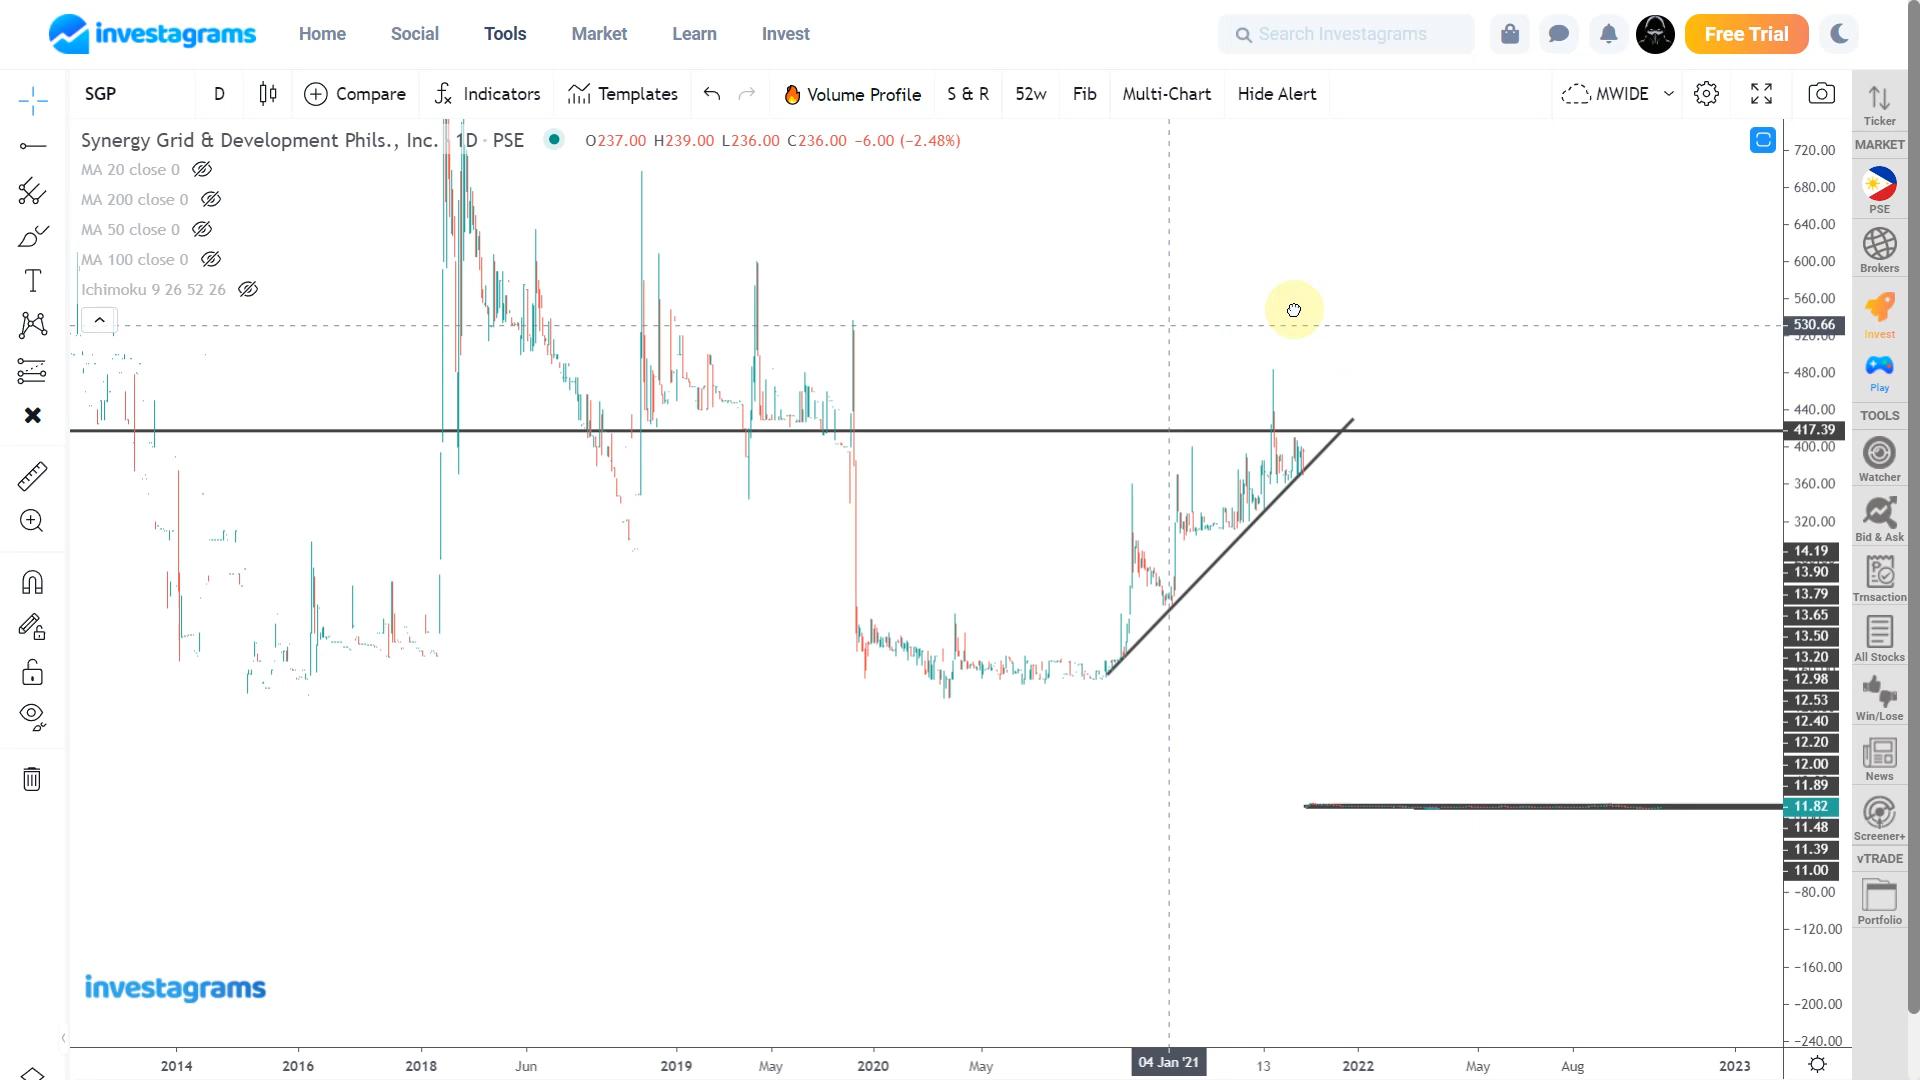 investagrams
Home
Social
Tools
Market
Learn
Invest
Search Investagrams
Free Trial
SGP
D
Compare
Indicators
Templates
Volume Profile
S & R
52w
Fib
Multi-Chart
Hide Alert
MWIDE
Synergy Grid & Development Phils., Inc. · 1D · PSE
O237.00 H239.00 L236.00 C236.00 −6.00 (−2.48%)
MA 20 close 0
MA 200 close 0
MA 50 close 0
MA 100 close 0
Ichimoku 9 26 52 26
720.00
680.00
640.00
600.00
560.00
530.66
520.00
480.00
440.00
417.39
400.00
360.00
320.00
14.19
13.90
13.79
13.65
13.50
13.20
12.98
12.53
12.40
12.20
12.00
11.89
11.82
11.48
11.39
11.00
−80.00
−120.00
−160.00
−200.00
−240.00
Ticker
MARKET
PSE
Brokers
Invest
Play
TOOLS
Watcher
Bid & Ask
Trnsaction
All Stocks
Win/Lose
News
Screener+
vTRADE
Portfolio
investagrams
2014
2016
2018
Jun
2019
May
2020
May
04 Jan '21
13
2022
May
Aug
2023